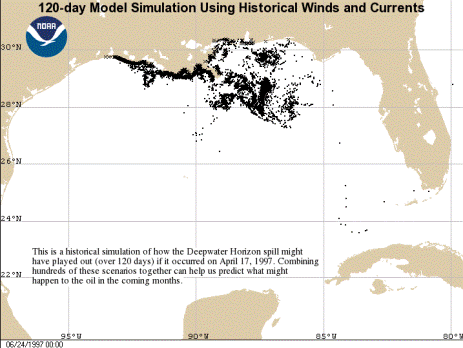 120-day Model Simulation Using Historical Winds and Currents
NOAA
30°N
28°N
26°N
24°N
This is a historical simulation of how the Deepwater Horizon spill might
have played out (over 120 days) if it occurred on April 17, 1997. Combining
hundreds of these scenarios together can help us predict what might
happen to the oil in the coming months.
22°N
95°W
90°W
85°W
80°W
06/24/1997 00:00